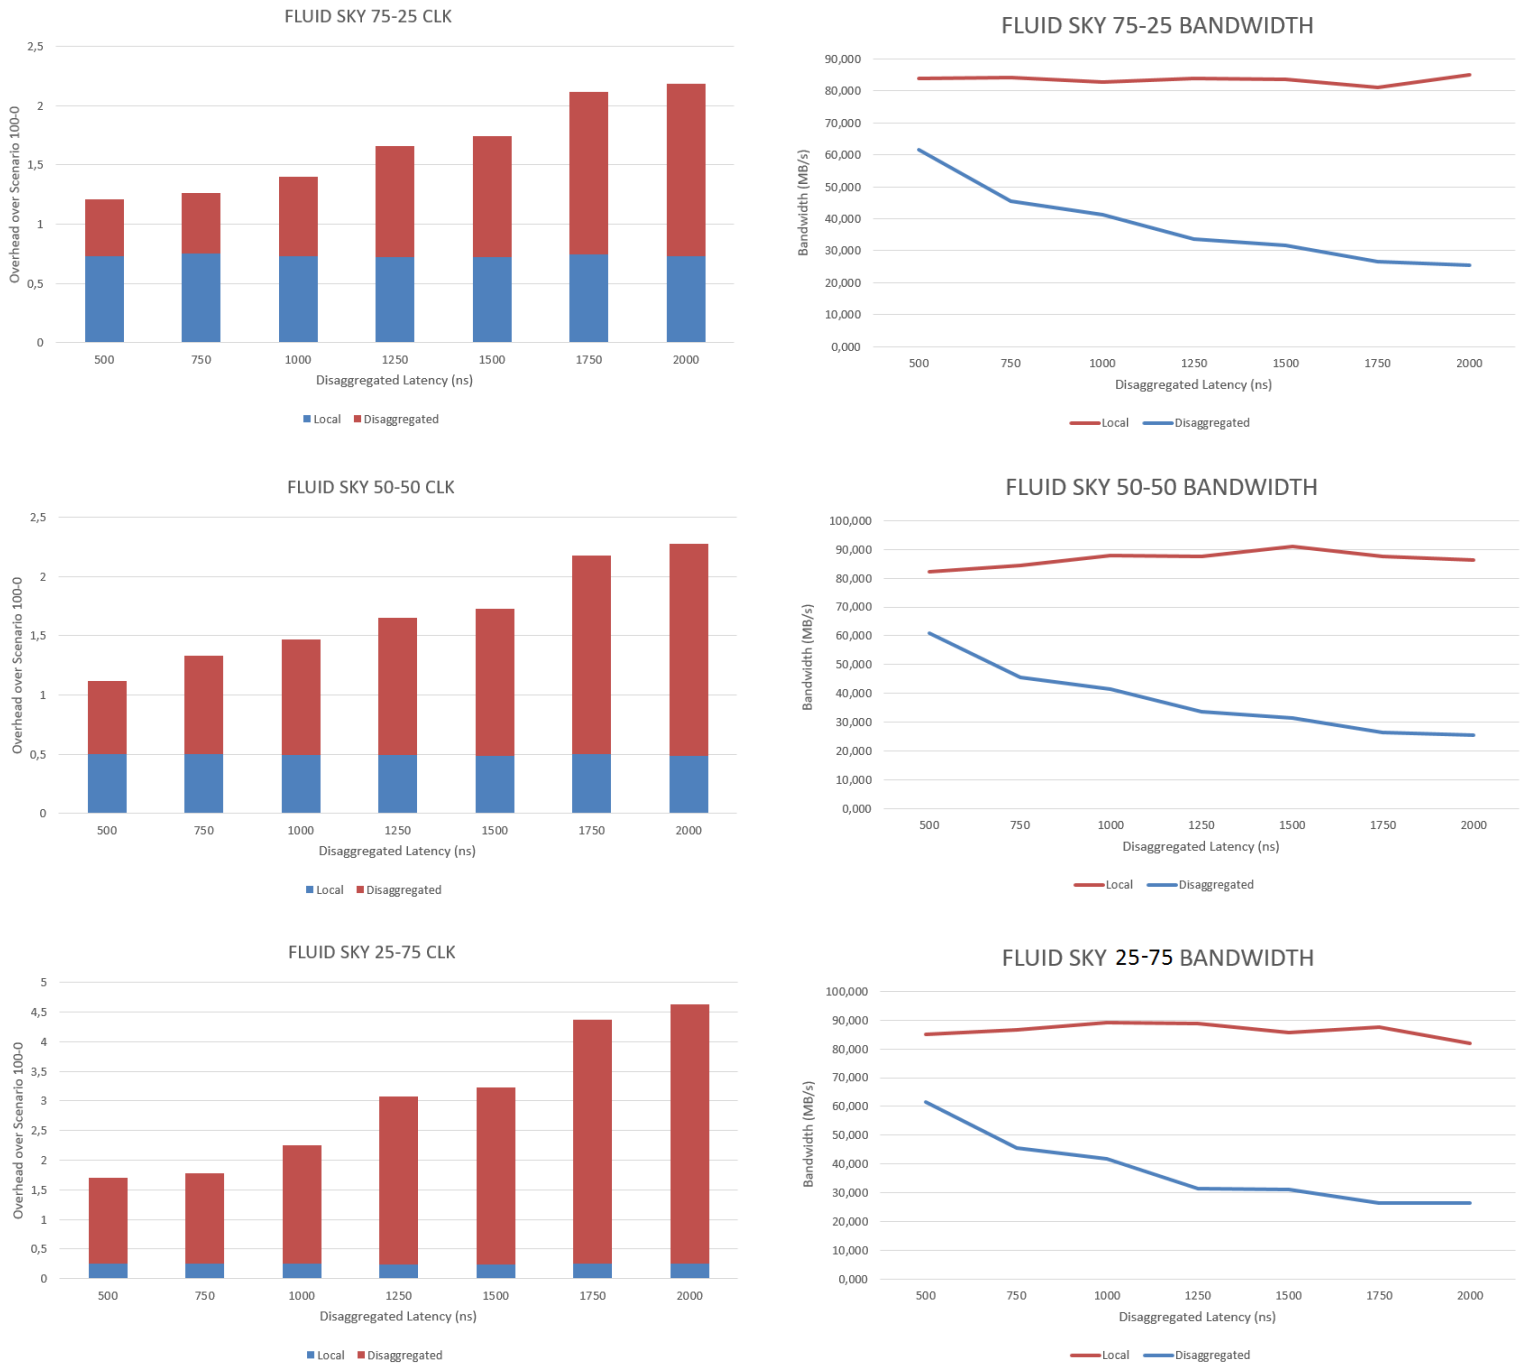 FLUID SKY 75-25 CLK
2,5
2
1,5
1
0,5
0
Overhead over Scenario 100-0
500 750 1000 1250 1500 1750 2000
Disaggregated Latency (ns)
Local Disaggregated
FLUID SKY 75-25 BANDWIDTH
90,000
80,000
70,000
60,000
50,000
40,000
30,000
20,000
10,000
0,000
Bandwidth (MB/s)
500 750 1000 1250 1500 1750 2000
Disaggregated Latency (ns)
Local Disaggregated
FLUID SKY 50-50 CLK
2,5
2
1,5
1
0,5
0
Overhead over Scenario 100-0
500 750 1000 1250 1500 1750 2000
Disaggregated Latency (ns)
Local Disaggregated
FLUID SKY 50-50 BANDWIDTH
100,000
90,000
80,000
70,000
60,000
50,000
40,000
30,000
20,000
10,000
0,000
Bandwidth (MB/s)
500 750 1000 1250 1500 1750 2000
Disaggregated Latency (ns)
Local Disaggregated
FLUID SKY 25-75 CLK
5
4,5
4
3,5
3
2,5
2
1,5
1
0,5
0
Overhead over Scenario 100-0
500 750 1000 1250 1500 1750 2000
Disaggregated Latency (ns)
Local Disaggregated
FLUID SKY 25-75 BANDWIDTH
100,000
90,000
80,000
70,000
60,000
50,000
40,000
30,000
20,000
10,000
0,000
Bandwidth (MB/s)
500 750 1000 1250 1500 1750 2000
Disaggregated Latency (ns)
Local Disaggregated